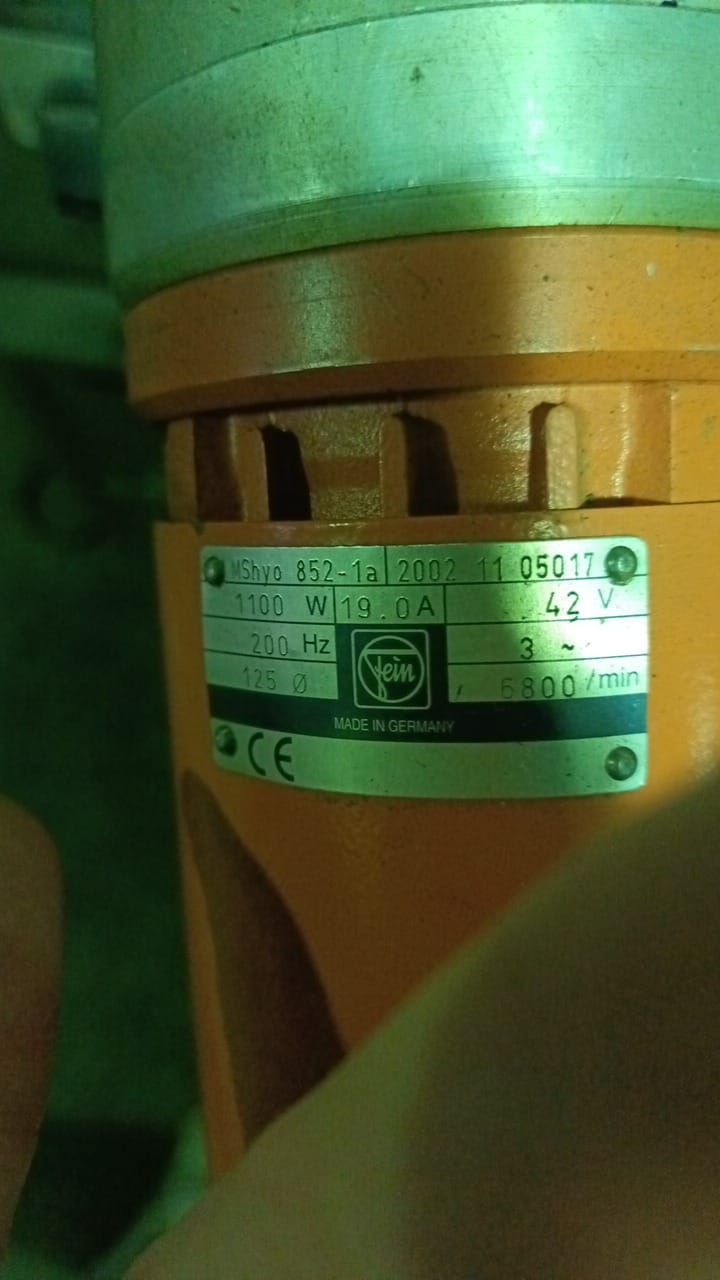 MShyo 852-1a 2002 11 05017
1100 W 19.0A 42 V
200 Hz 3 ~
fein
125 Ø 6800 /min
MADE IN GERMANY
CE